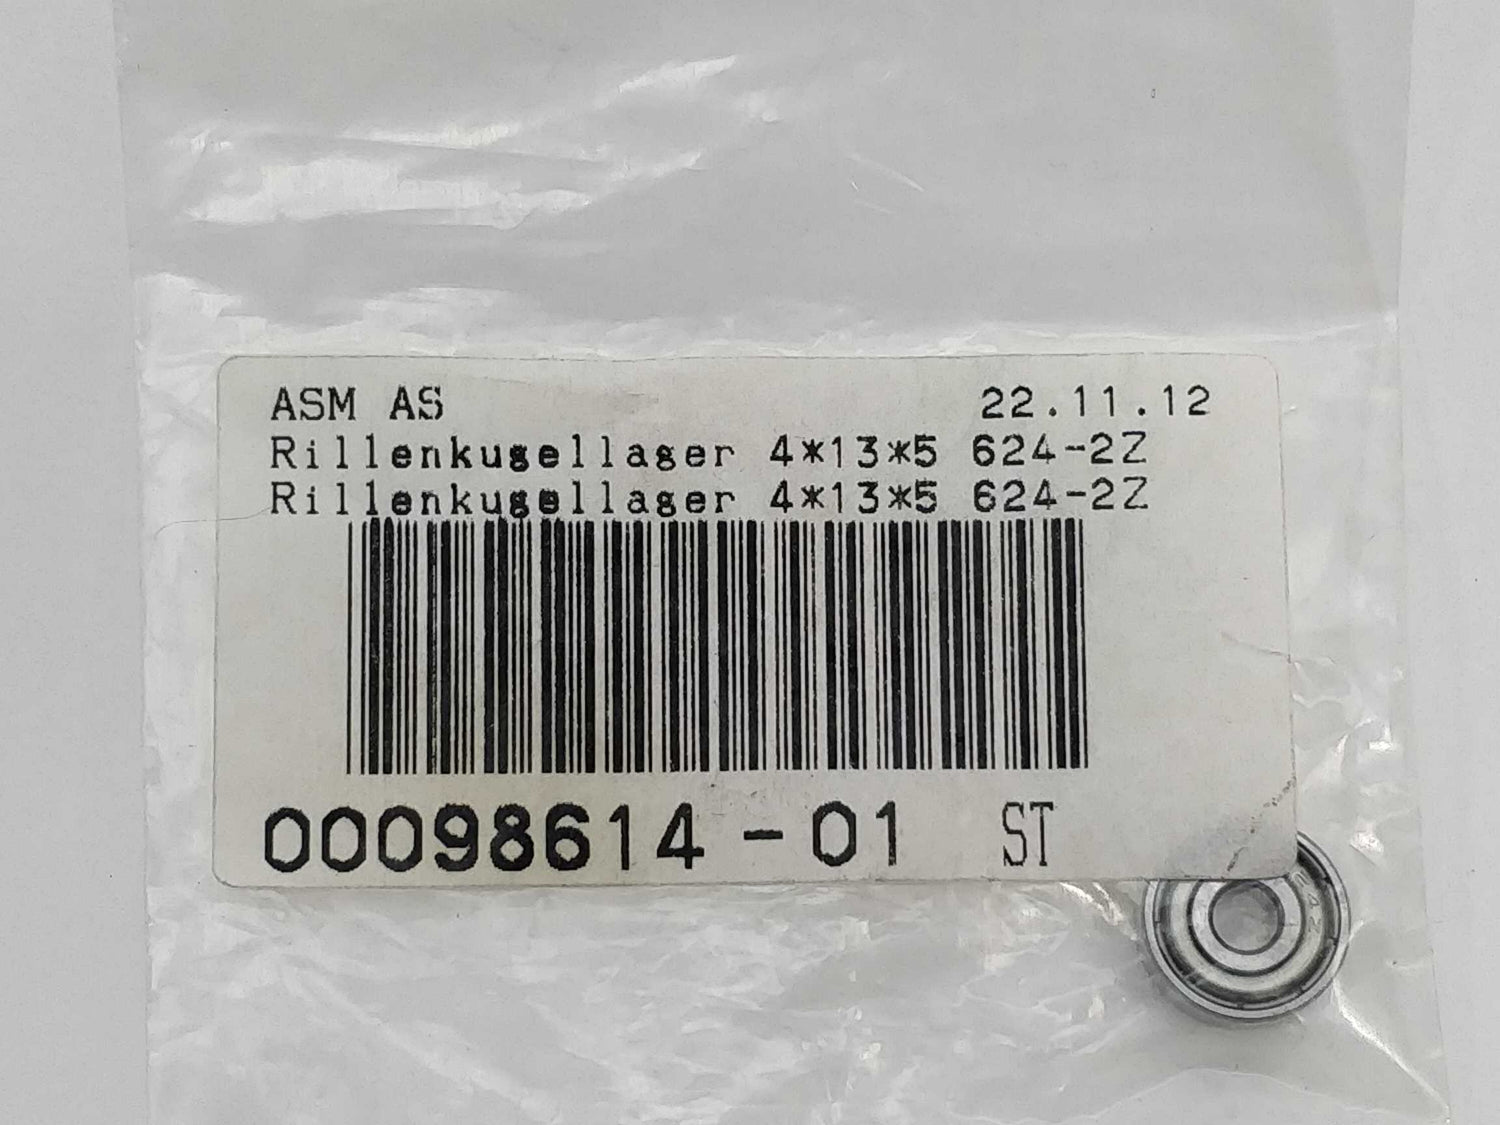 ASM AS 22.11.12
Rillenkugellager 4*13*5 624-2Z
Rillenkugellager 4*13*5 624-2Z
00098614-01 ST